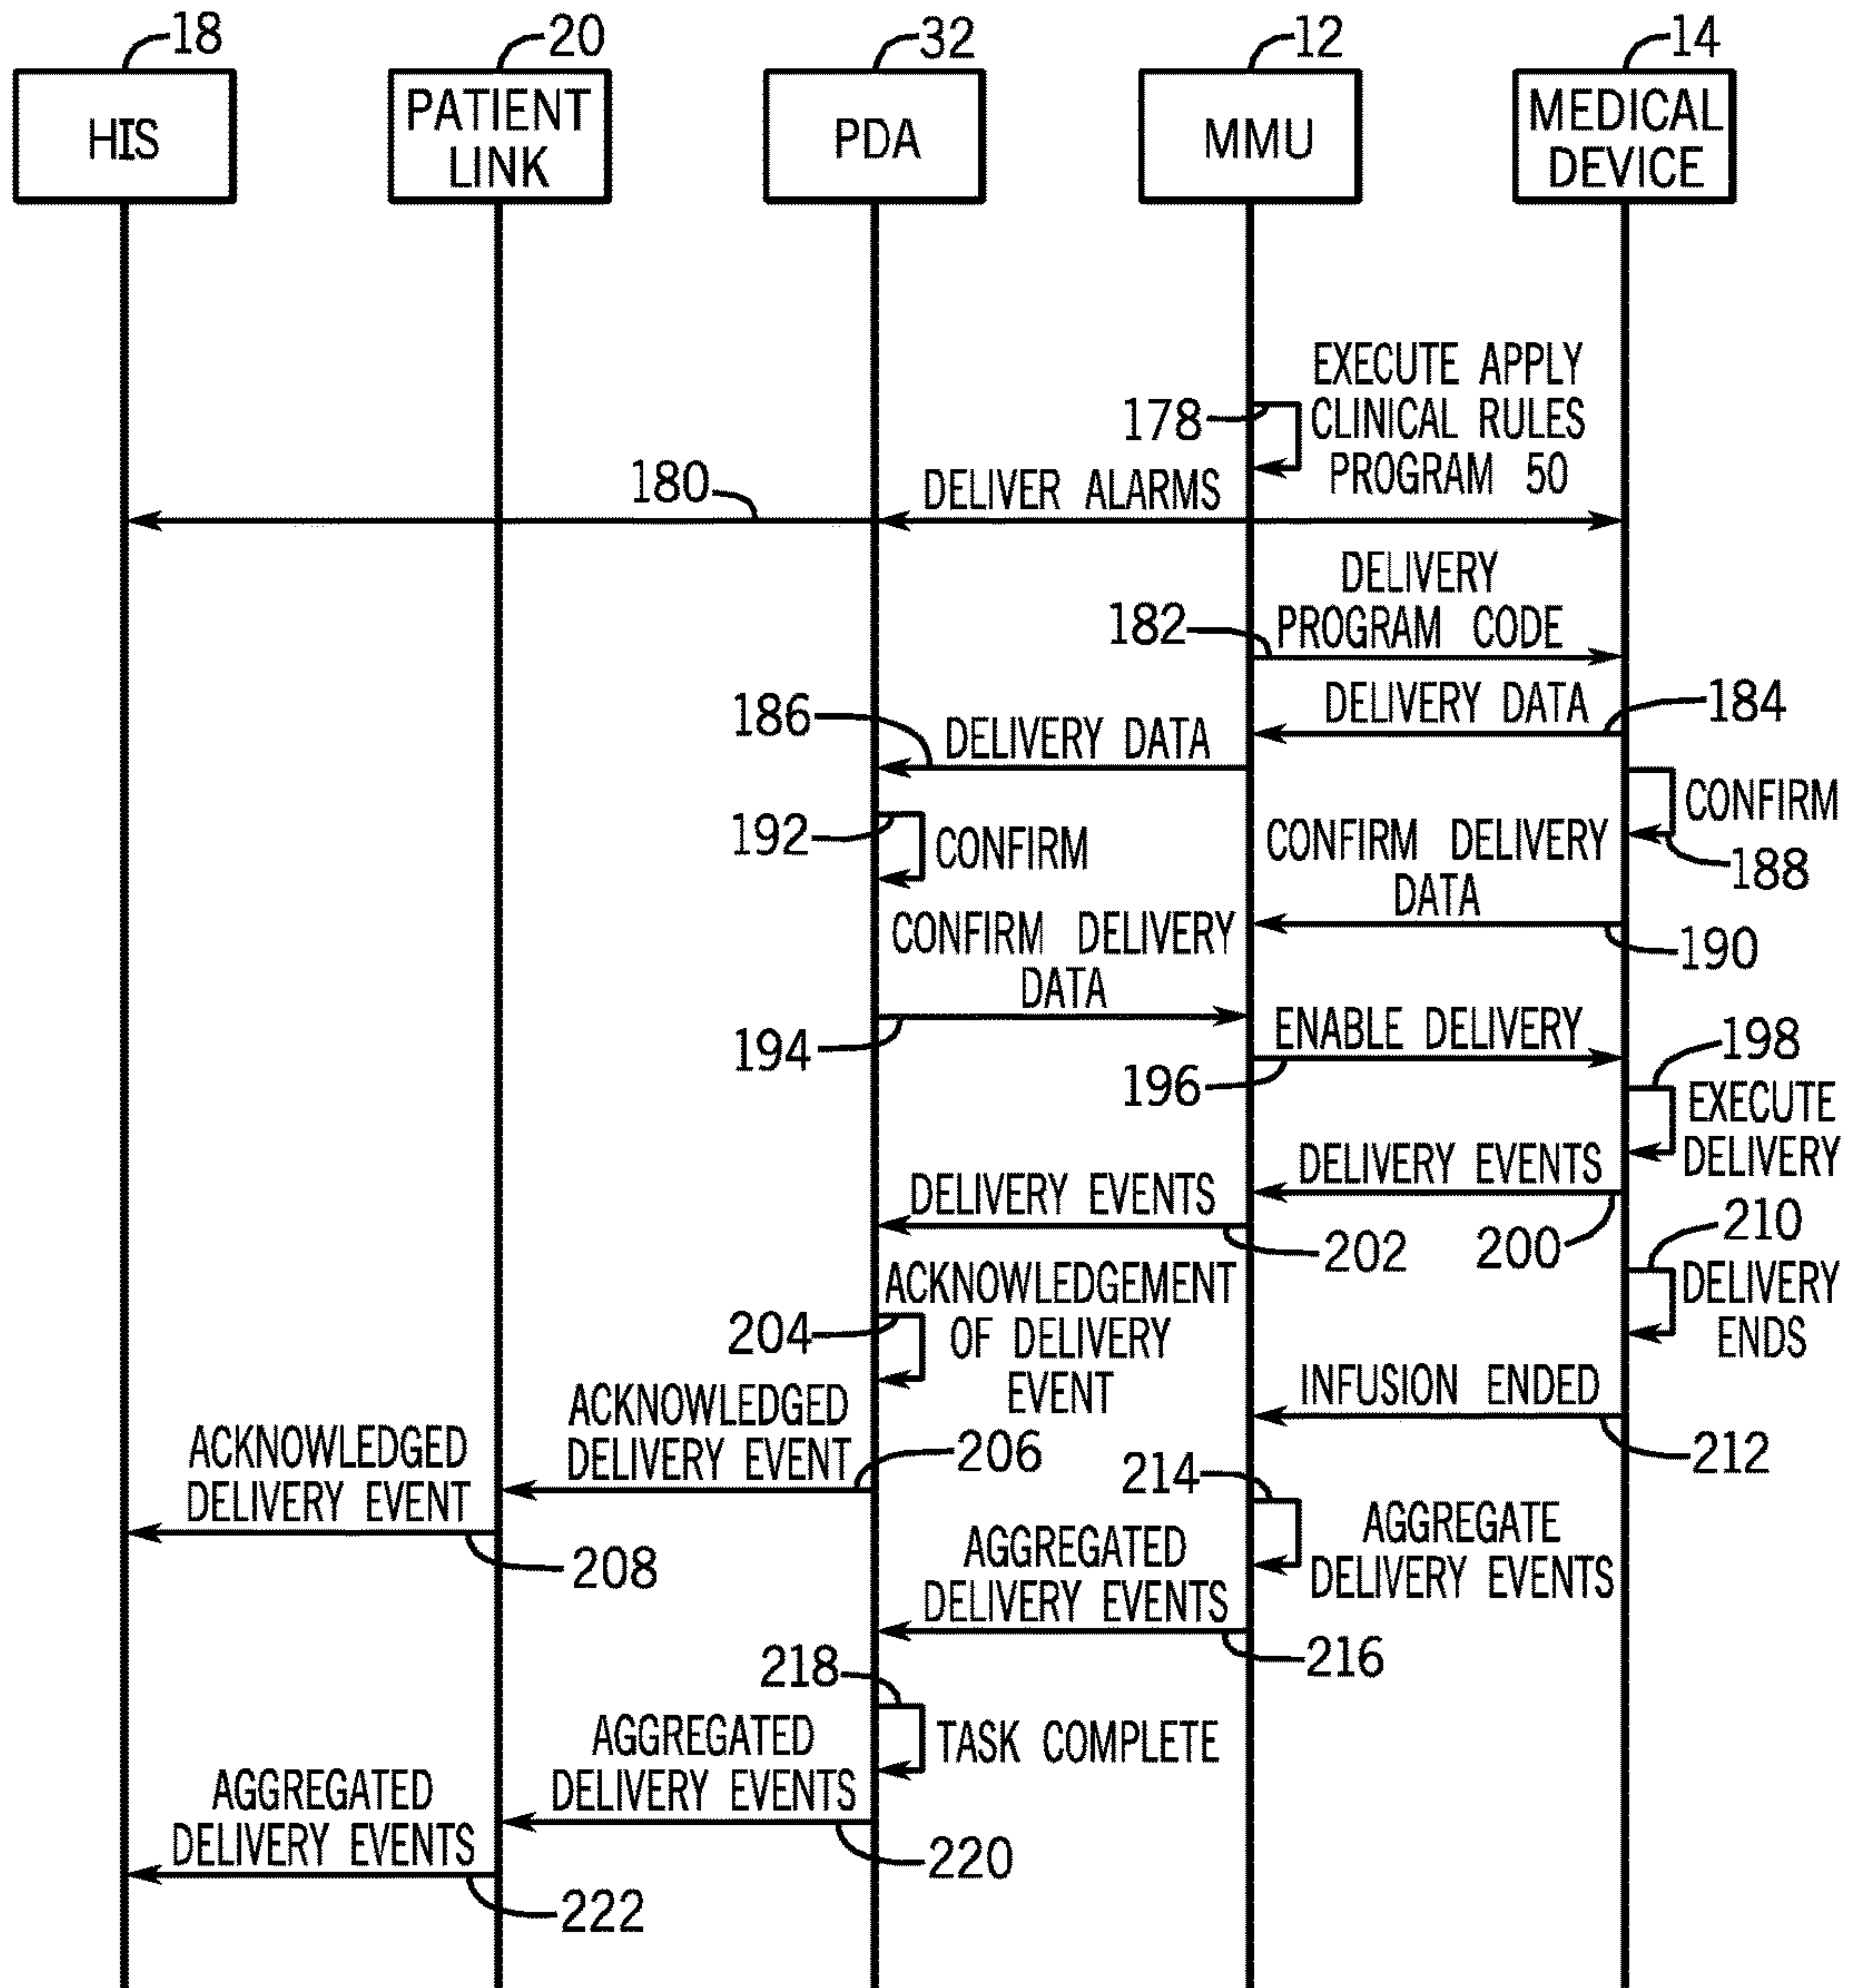 18
20
32
12
14
HIS
PATIENT
LINK
PDA
MMU
MEDICAL
DEVICE
178
EXECUTE APPLY
CLINICAL RULES
PROGRAM 50
180
DELIVER ALARMS
182
DELIVERY
PROGRAM CODE
DELIVERY DATA
184
186
DELIVERY DATA
CONFIRM
188
192
CONFIRM
CONFIRM DELIVERY
DATA
190
CONFIRM DELIVERY
DATA
194
ENABLE DELIVERY
196
198
EXECUTE
DELIVERY
DELIVERY EVENTS
200
DELIVERY EVENTS
202
210
DELIVERY
ENDS
204
ACKNOWLEDGEMENT
OF DELIVERY
EVENT
INFUSION ENDED
212
ACKNOWLEDGED
DELIVERY EVENT
206
ACKNOWLEDGED
DELIVERY EVENT
208
214
AGGREGATE
DELIVERY EVENTS
AGGREGATED
DELIVERY EVENTS
216
218
TASK COMPLETE
AGGREGATED
DELIVERY EVENTS
220
AGGREGATED
DELIVERY EVENTS
222